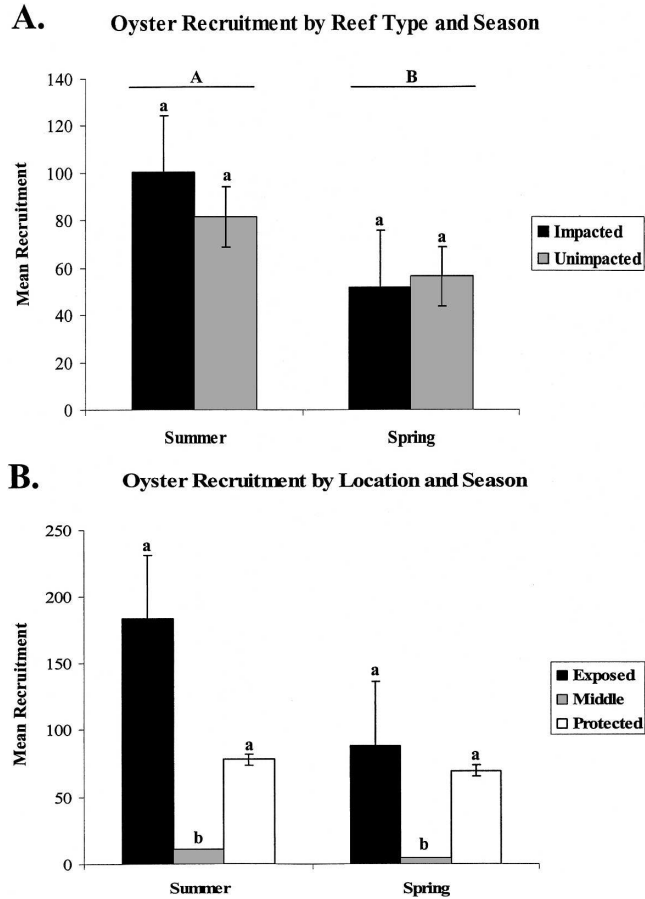 A. Oyster Recruitment by Reef Type and Season
140
120
100
80
60
40
20
0
Mean Recruitment
A
B
a
a
a
a
Summer
Spring
Impacted
Unimpacted
B. Oyster Recruitment by Location and Season
250
200
150
100
50
0
Mean Recruitment
a
b
a
a
b
a
Summer
Spring
Exposed
Middle
Protected